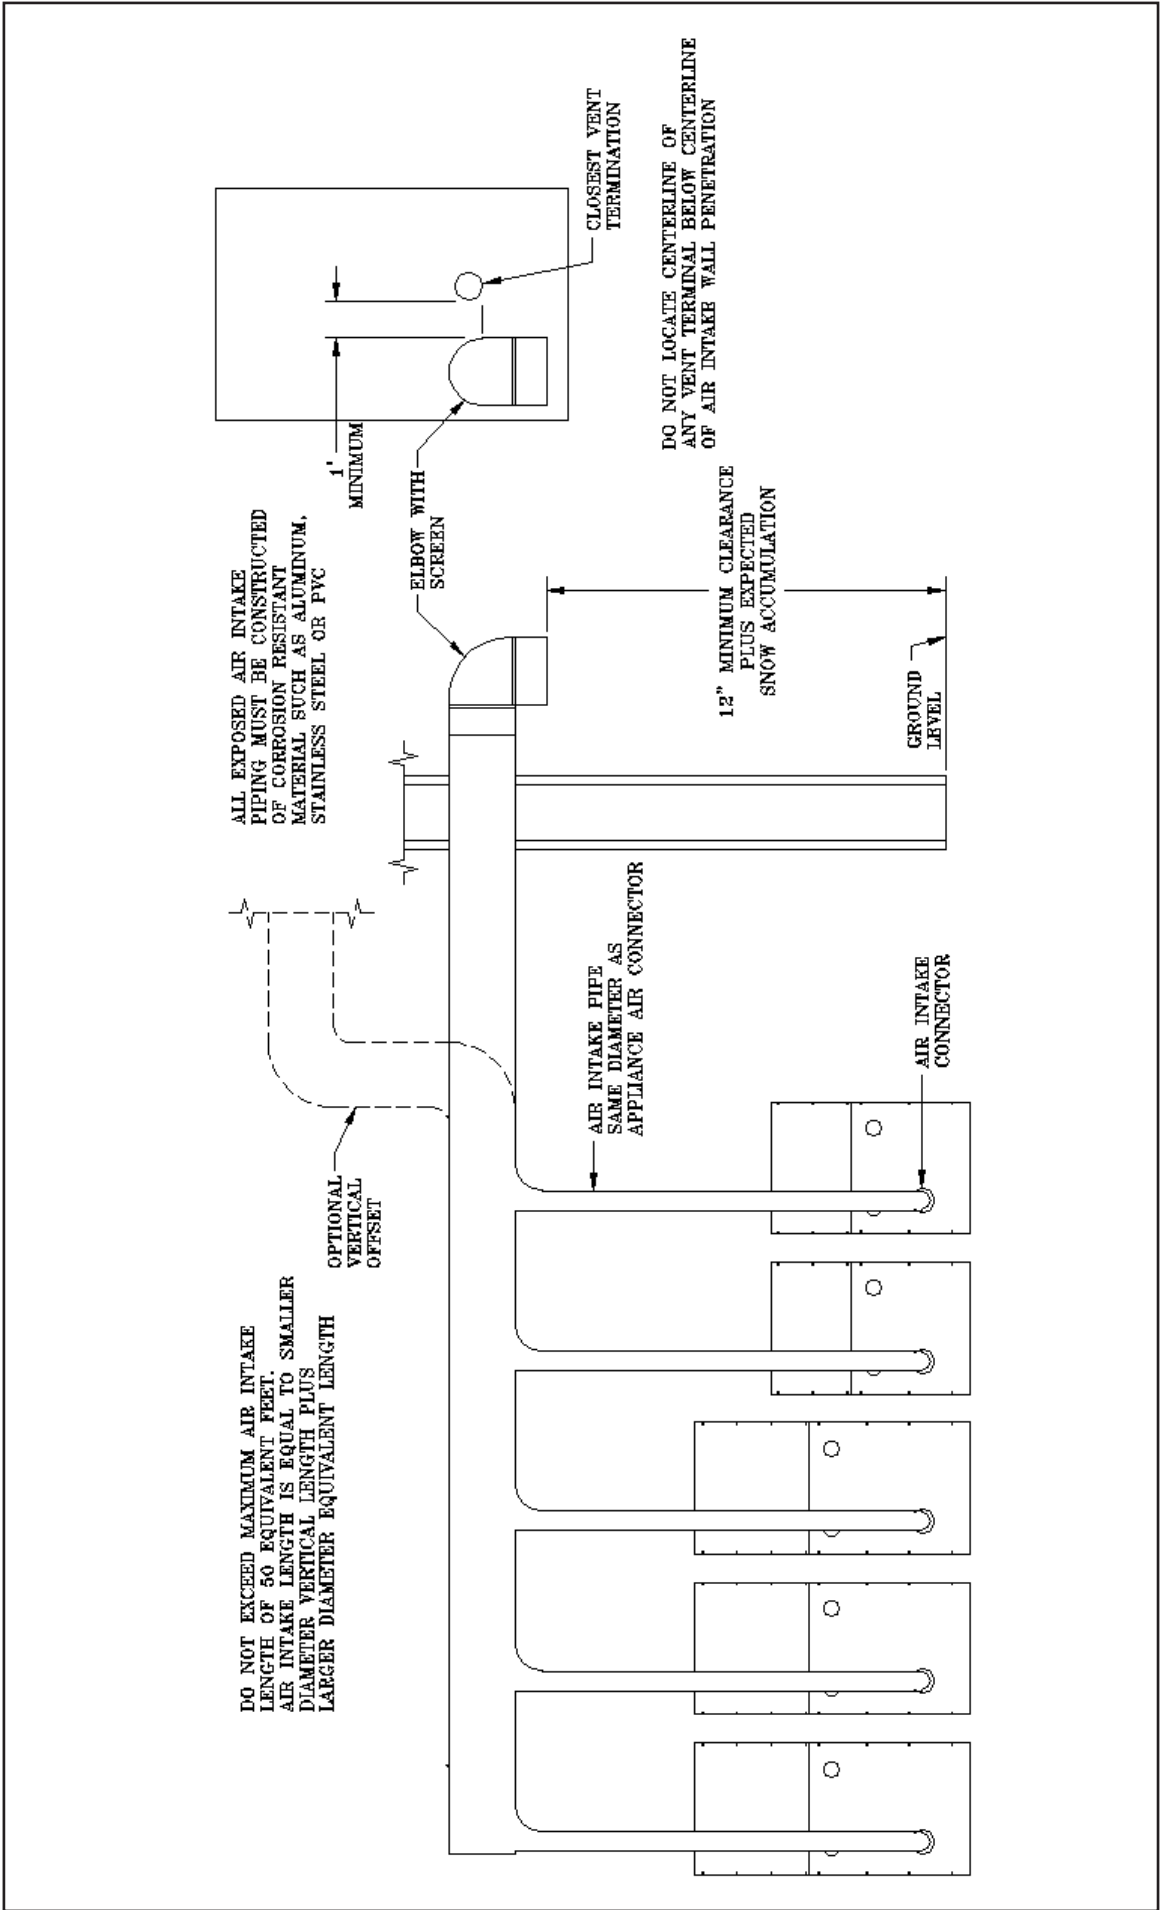 DO NOT EXCEED MAXIMUM AIR INTAKE
LENGTH OF 50 EQUIVALENT FEET.
AIR INTAKE LENGTH IS EQUAL TO SMALLER
DIAMETER VERTICAL LENGTH PLUS
LARGER DIAMETER EQUIVALENT LENGTH
OPTIONAL
VERTICAL
OFFSET
ALL EXPOSED AIR INTAKE
PIPING MUST BE CONSTRUCTED
OF CORROSION RESISTANT
MATERIAL SUCH AS ALUMINUM,
STAINLESS STEEL OR PVC
1'
MINIMUM
ELBOW WITH
SCREEN
CLOSEST VENT
TERMINATION
DO NOT LOCATE CENTERLINE OF
ANY VENT TERMINAL BELOW CENTERLINE
OF AIR INTAKE WALL PENETRATION
AIR INTAKE PIPE
SAME DIAMETER AS
APPLIANCE AIR CONNECTOR
12" MINIMUM CLEARANCE
PLUS EXPECTED
SNOW ACCUMULATION
AIR INTAKE
CONNECTOR
GROUND
LEVEL